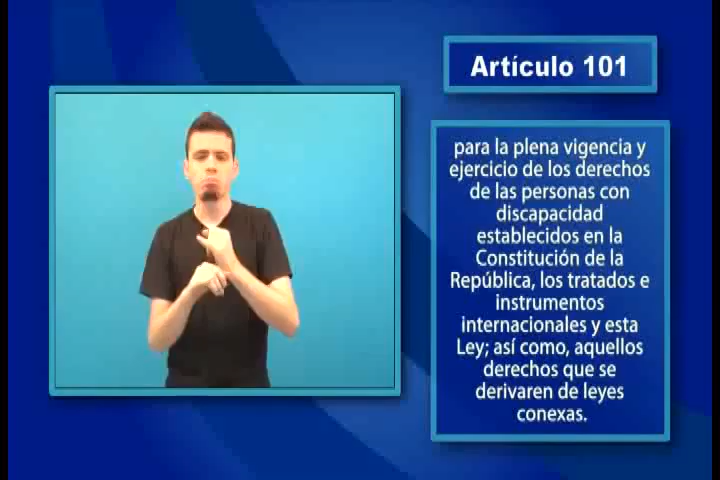 Artículo 101
para la plena vigencia y
ejercicio de los derechos
de las personas con
discapacidad
establecidos en la
Constitución de la
República, los tratados e
instrumentos
internacionales y esta
Ley; así como, aquellos
derechos que se
derivaren de leyes
conexas.